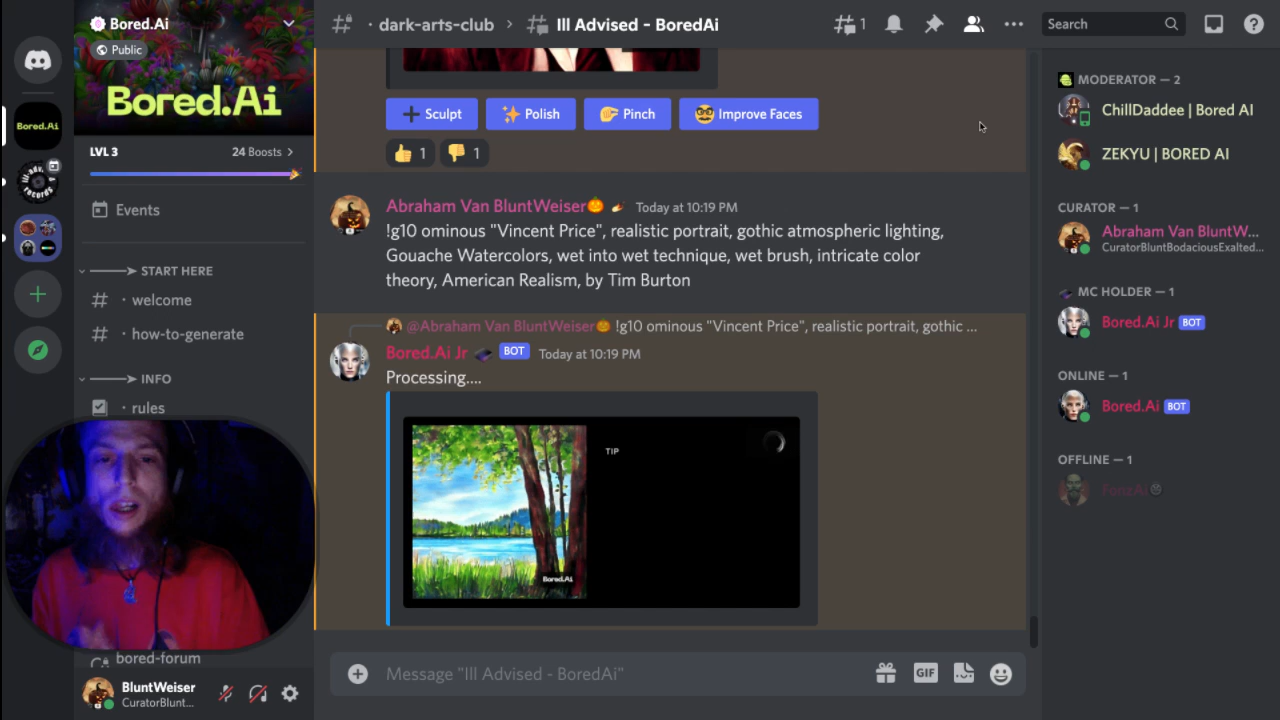 Bored.Ai
Public
Bored.Ai
LVL 3
24 Boosts
Events
START HERE
# · welcome
# · how-to-generate
INFO
· rules
bored-forum
BluntWeiser
CuratorBlunt...
Bored.Ai
· dark-arts-club > Ill Advised - BoredAi
1
Search
Sculpt
Polish
Pinch
Improve Faces
1
1
Abraham Van BluntWeiser Today at 10:19 PM
!g10 ominous "Vincent Price", realistic portrait, gothic atmospheric lighting,
Gouache Watercolors, wet into wet technique, wet brush, intricate color
theory, American Realism, by Tim Burton
@Abraham Van BluntWeiser !g10 ominous "Vincent Price", realistic portrait, gothic ...
Bored.Ai Jr BOT Today at 10:19 PM
Processing....
TIP
Bored.Ai
Message "Ill Advised - BoredAi"
GIF
MODERATOR — 2
ChillDaddee | Bored AI
ZEKYU | BORED AI
CURATOR — 1
Abraham Van BluntW...
CuratorBluntBodaciousExalted...
MC HOLDER — 1
Bored.Ai Jr BOT
ONLINE — 1
Bored.Ai BOT
OFFLINE — 1
FonzAi